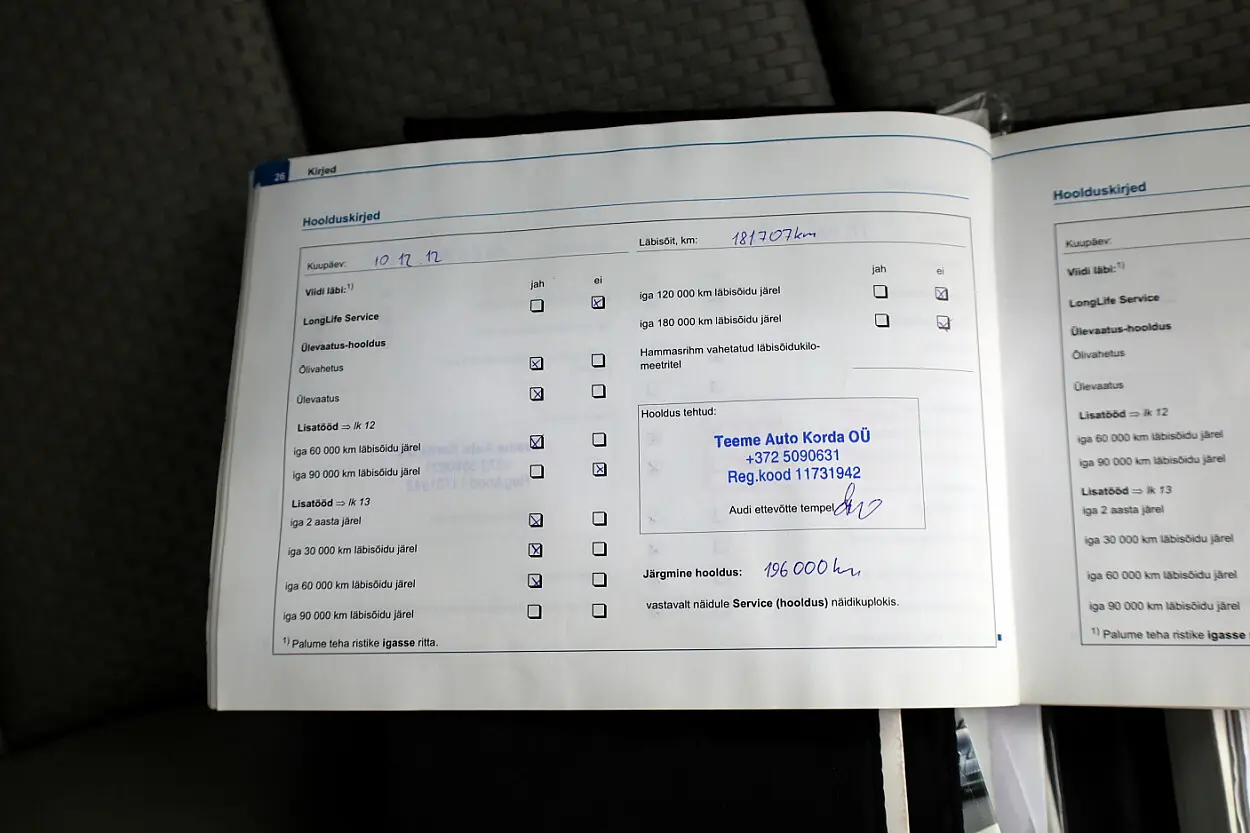 26 Kirjed
Hoolduskirjed
Kuupäev: 10.12.12
Viidi läbi:1)
jah ei
LongLife Service
Ülevaatus-hooldus
Õlivahetus
Ülevaatus
Lisatööd ⇒ lk 12
iga 60 000 km läbisõidu järel
iga 90 000 km läbisõidu järel
Lisatööd ⇒ lk 13
iga 2 aasta järel
iga 30 000 km läbisõidu järel
iga 60 000 km läbisõidu järel
iga 90 000 km läbisõidu järel
1) Palume teha ristike igasse ritta.
Läbisõit, km: 181707km
jah ei
iga 120 000 km läbisõidu järel
iga 180 000 km läbisõidu järel
Hammasrihm vahetatud läbisõidukilo-
meetritel
Hooldus tehtud:
Teeme Auto Korda OÜ
+372 5090631
Reg.kood 11731942
Audi ettevõtte tempel
Järgmine hooldus: 196000 km
vastavalt näidule Service (hooldus) näidikuplokis.
Hoolduskirjed
Kuupäev:
Viidi läbi:1)
LongLife Service
Ülevaatus-hooldus
Õlivahetus
Ülevaatus
Lisatööd ⇒ lk 12
iga 60 000 km läbisõidu järel
iga 90 000 km läbisõidu järel
Lisatööd ⇒ lk 13
iga 2 aasta järel
iga 30 000 km läbisõidu järel
iga 60 000 km läbisõidu järel
iga 90 000 km läbisõidu järel
1) Palume teha ristike igasse